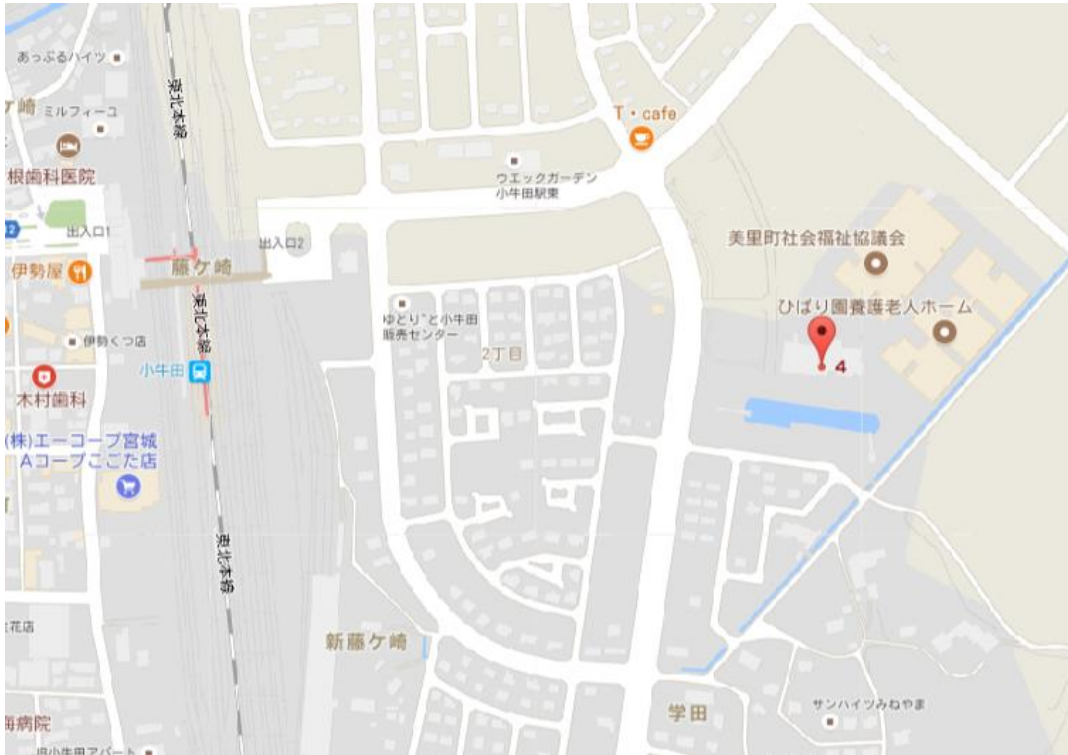 あっぷるハイツ
ケ崎
ミルフィーユ
東北本線
T・cafe
根歯科医院
ウエックガーデン
小牛田駅東
12
出入口1
出入口2
美里町社会福祉協議会
伊勢屋
藤ケ崎
東北本線
ひばり園養護老人ホーム
ゆとり~と小牛田
販売センター
伊勢くつ店
2丁目
小牛田
4
木村歯科
(株)エーコープ宮城
Aコープこごた店
町
東北本線
花店
新藤ケ崎
サンハイツみねやま
学田
海病院
JR小牛田アパート